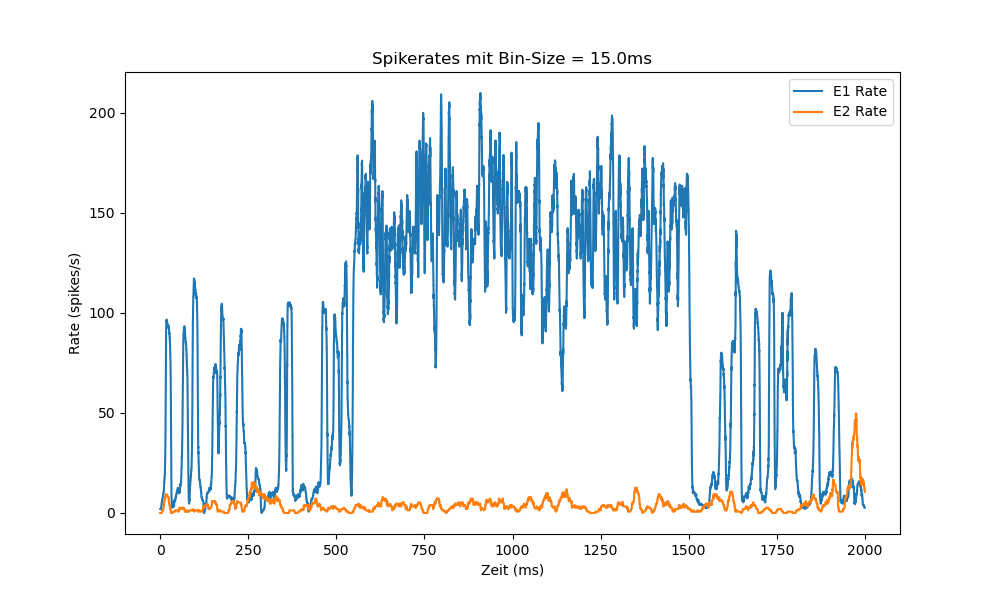 Spikerates mit Bin-Size = 15.0ms
E1 Rate
E2 Rate
Rate (spikes/s)
200
150
100
50
0
0 250 500 750 1000 1250 1500 1750 2000
Zeit (ms)